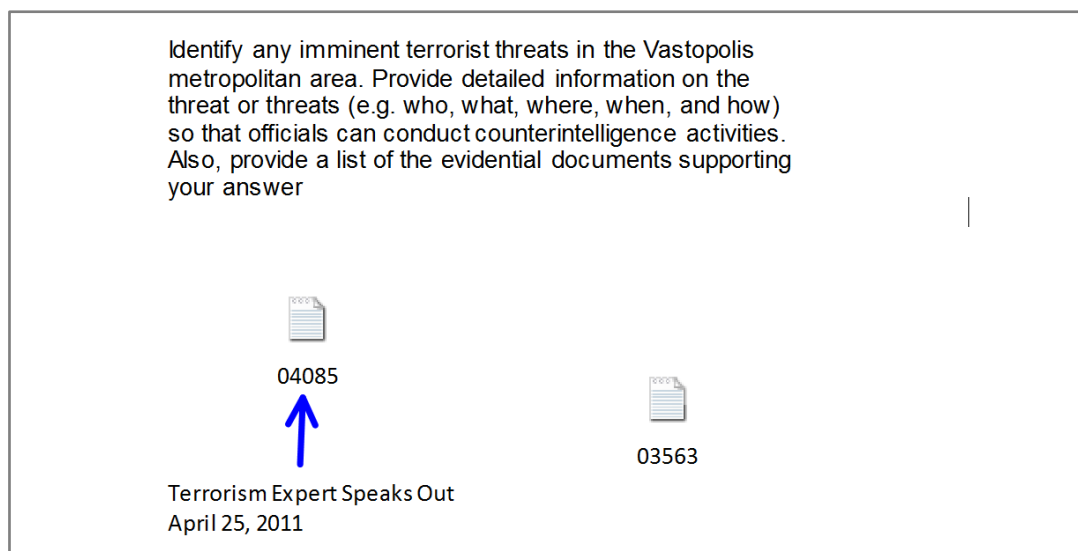 Identify any imminent terrorist threats in the Vastopolis
metropolitan area. Provide detailed information on the
threat or threats (e.g. who, what, where, when, and how)
so that officials can conduct counterintelligence activities.
Also, provide a list of the evidential documents supporting
your answer
04085
03563
Terrorism Expert Speaks Out
April 25, 2011